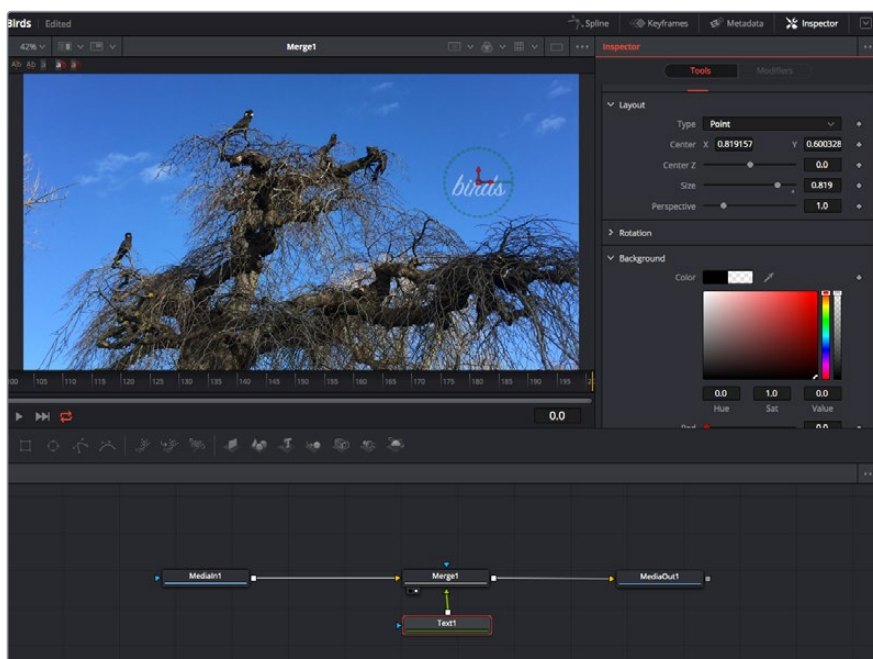 Birds Edited Spline Keyframes Metadata Inspector
42% Merge1 Inspector
Tools Modifiers
Layout
Type Point
Center X 0.819157 Y 0.600328
Center Z 0.0
birds
Size 0.819
Perspective 1.0
Rotation
Background
Color
100 105 110 115 120 125 130 135 140 145 150 155 160 165 170 175 180 185 190 195
0.0 1.0 0.0
Hue Sat Value
0.0
MediaIn1 Merge1 MediaOut1
Text1